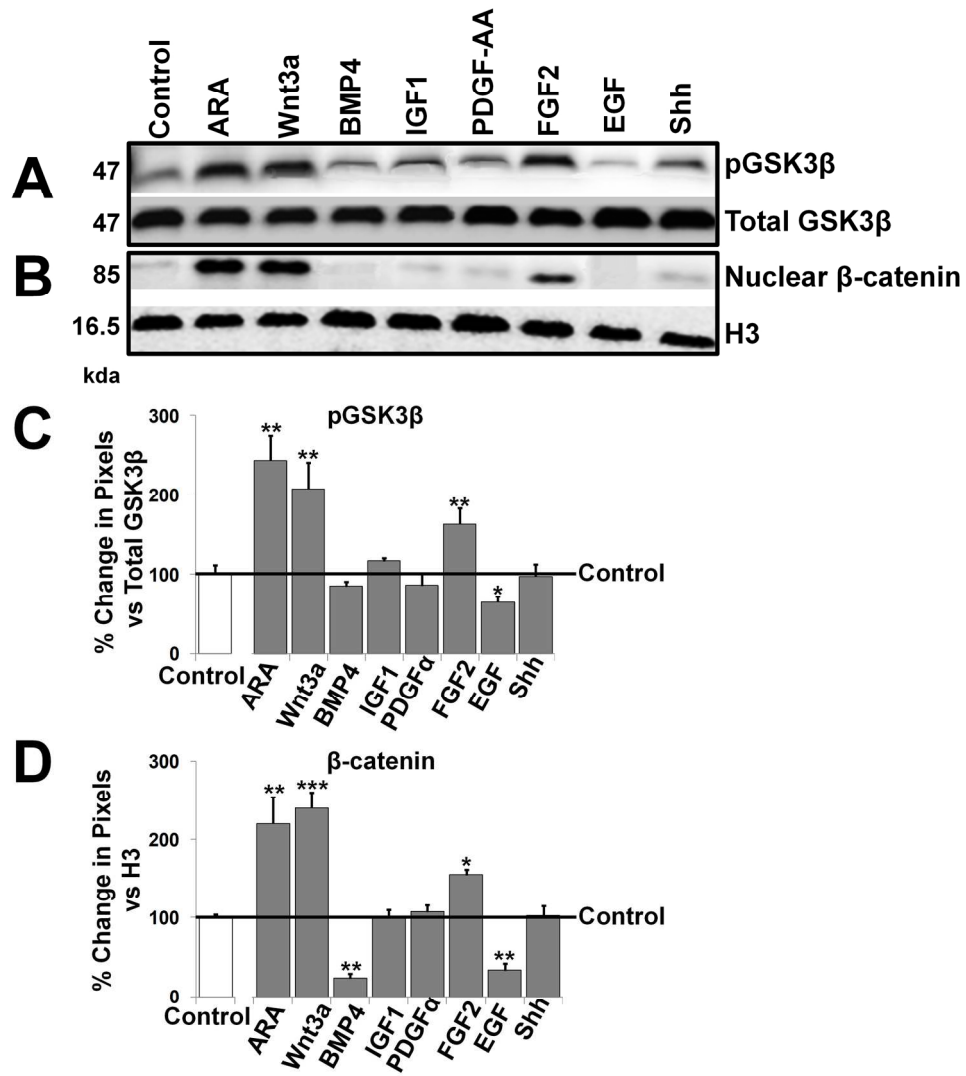 Control ARA Wnt3a BMP4 IGF1 PDGF-AA FGF2 EGF Shh
A
47 pGSK3β
47 Total GSK3β
B
85 Nuclear β-catenin
16.5 H3
kda
C
pGSK3β
% Change in Pixels
vs Total GSK3β
300
200
100
0
** ** ** *
Control
Control ARA Wnt3a BMP4 IGF1 PDGFα FGF2 EGF Shh
D
β-catenin
% Change in Pixels
vs H3
300
200
100
0
** *** ** * **
Control
Control ARA Wnt3a BMP4 IGF1 PDGFα FGF2 EGF Shh